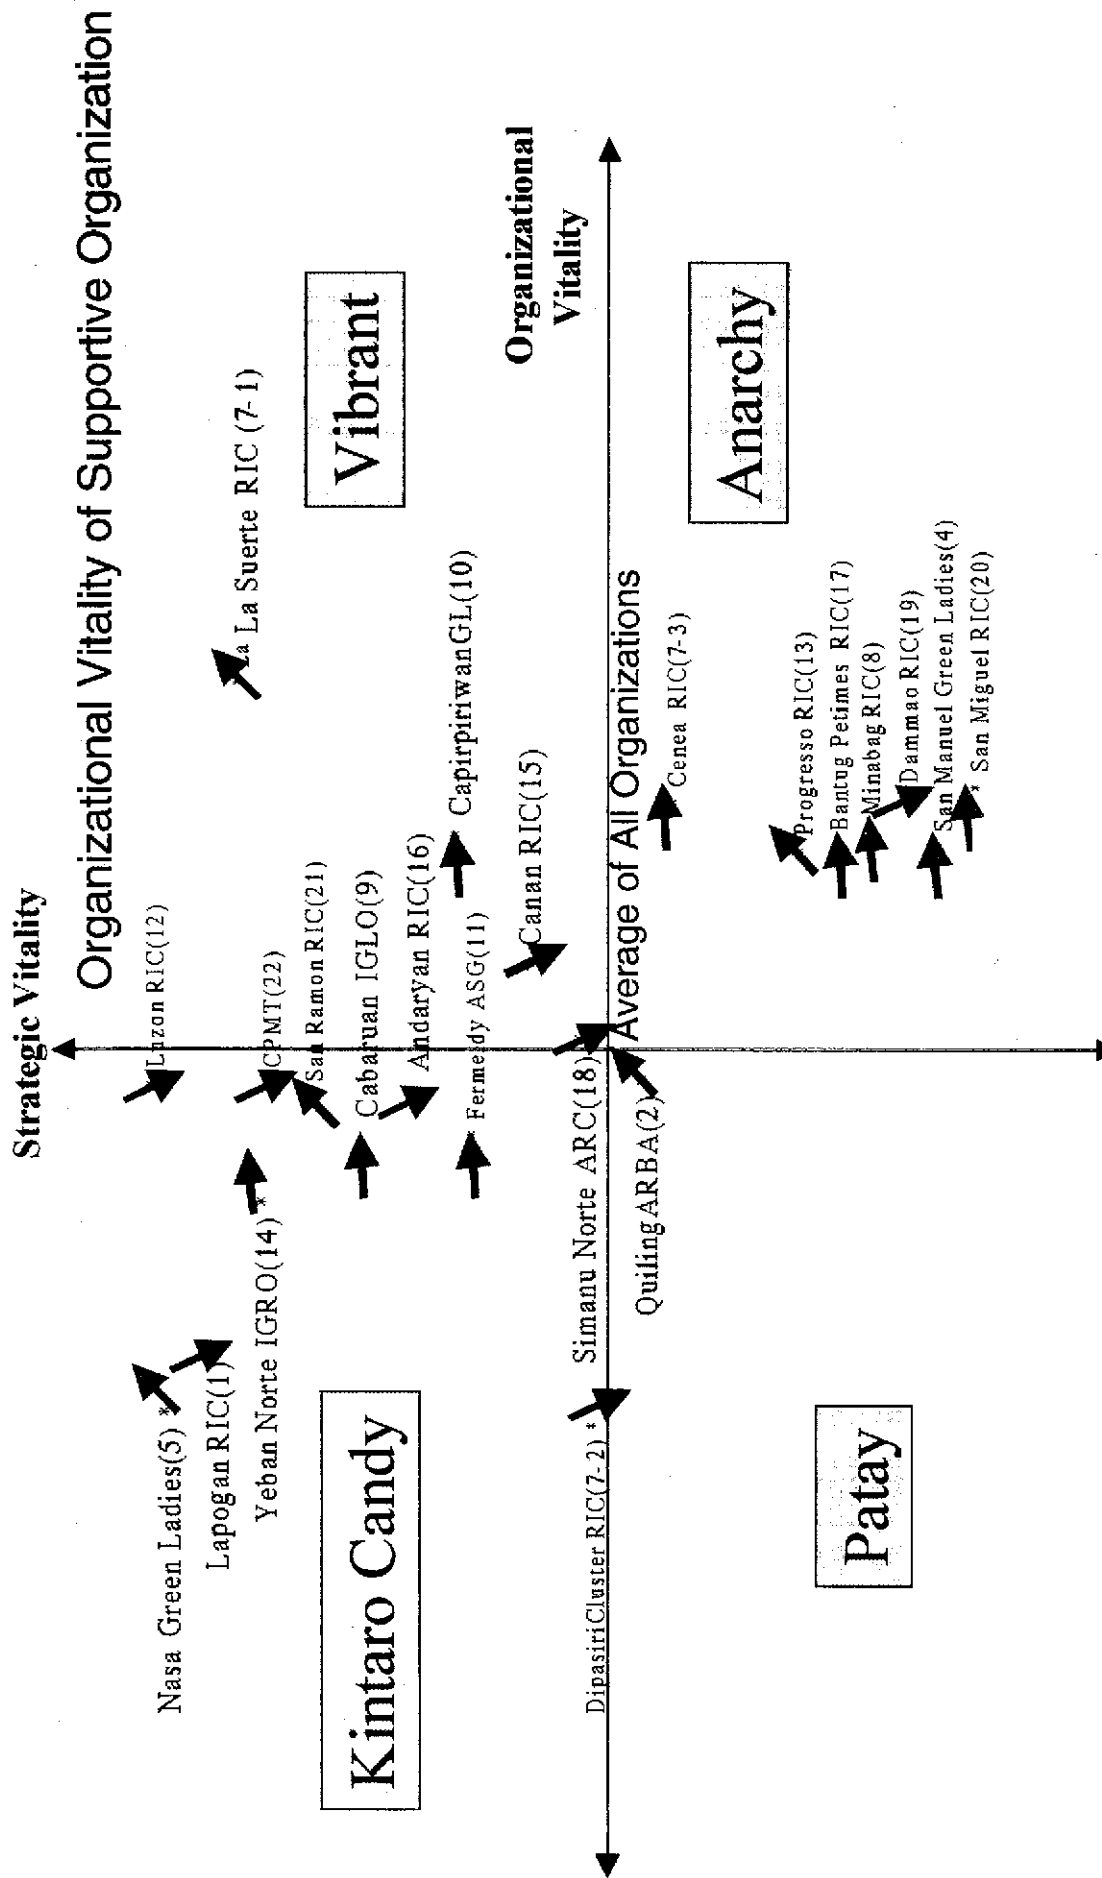 Organizational Vitality of Supportive Organization
Strategic Vitality
Luzon RIC(12)
Nasa Green Ladies(5) *
Lapogan RIC(1)
* La La Suerte RIC (7-1)
Yeban Norte IGRO(14) *
CPMT(22)
San Ramon RIC(21)
Vibrant
Cabaruan IGLO(9)
Kintaro Candy
Andaryan RIC(16)
* Capirpiriwan GL(10)
* Fermeldy ASG(11)
Canan RIC(15)
Organizational
Vitality
Simanu Norte ARC(18)
DipasiriCluster RIC(7-2) *
Average of All Organizations
Quiling ARBA(2)
* Cenea RIC(7-3)
Anarchy
Progresso RIC(13)
Bantug Petimes RIC(17)
Minabag RIC(8)
Patay
Dammao RIC(19)
San Manuel Green Ladies(4)
* San Miguel RIC(20)